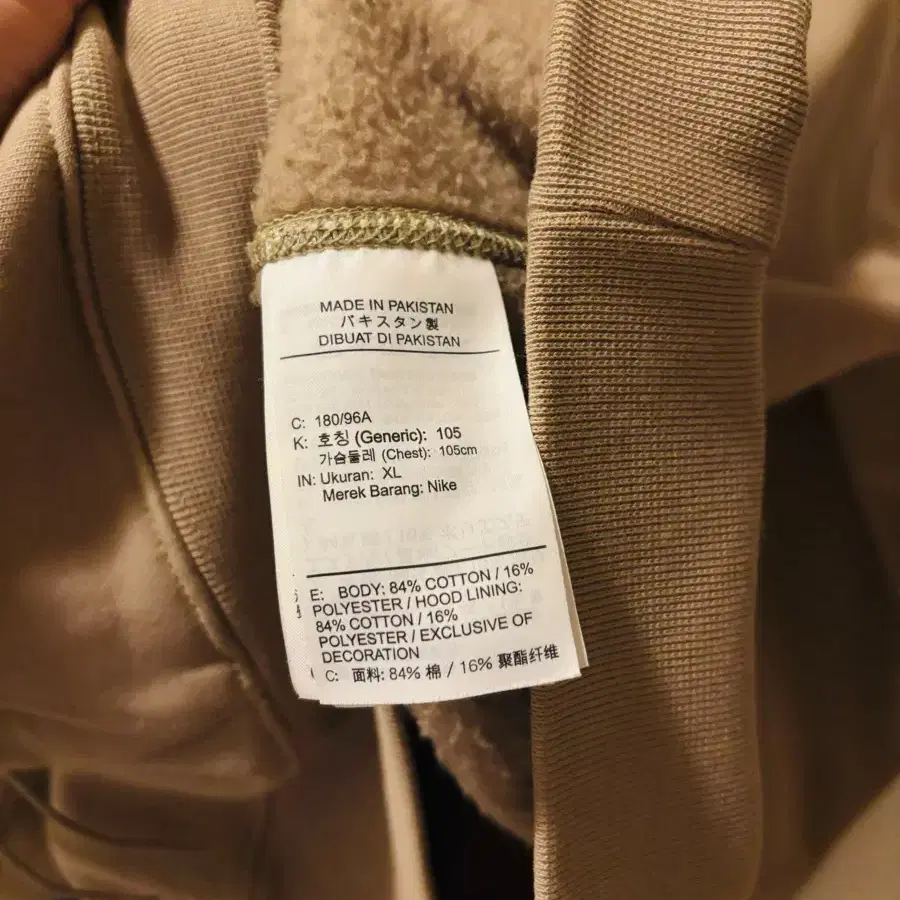 MADE IN PAKISTAN
パキスタン製
DIBUAT DI PAKISTAN
C: 180/96A
K: 호칭 (Generic): 105
가슴둘레 (Chest): 105cm
IN: Ukuran: XL
Merek Barang: Nike
E: BODY: 84% COTTON / 16%
POLYESTER / HOOD LINING:
84% COTTON / 16%
POLYESTER / EXCLUSIVE OF
DECORATION
C: 面料: 84% 棉 / 16% 聚酯纤维